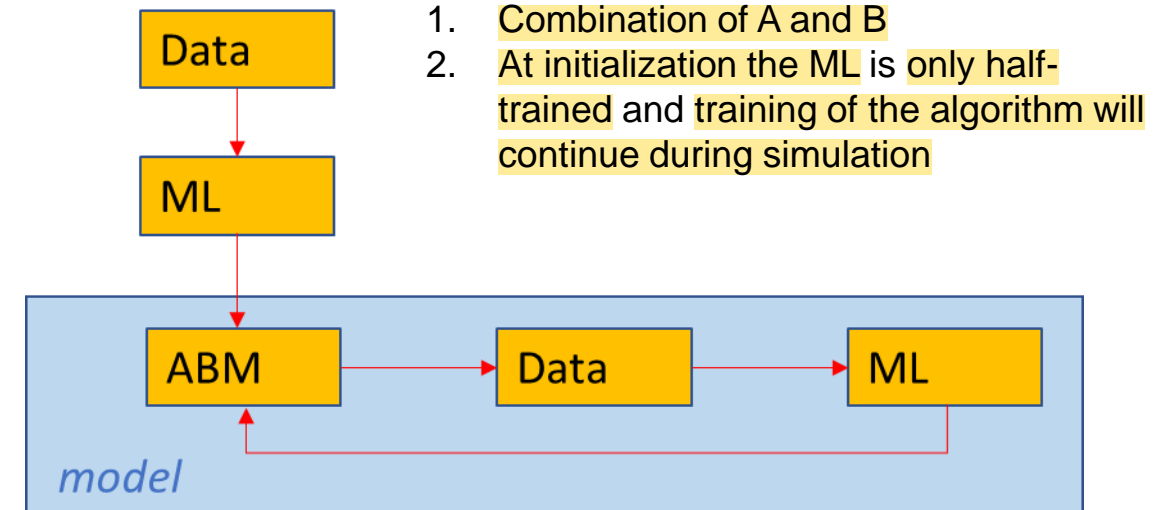 Data
1. Combination of A and B
2. At initialization the ML is only half-
trained and training of the algorithm will
continue during simulation
ML
ABM
Data
ML
model